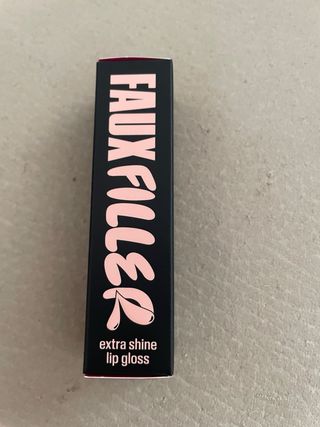 FAUX FILLER
extra shine
lip gloss